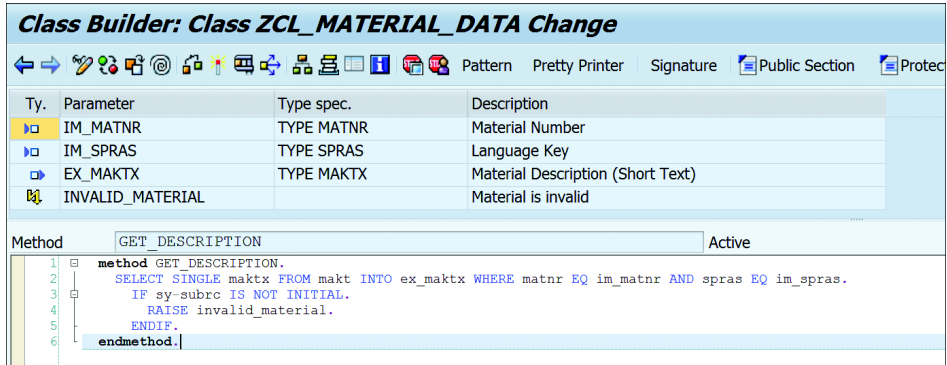 Class Builder: Class ZCL_MATERIAL_DATA Change
Pattern Pretty Printer Signature Public Section Protec
Ty. Parameter Type spec. Description
IM_MATNR TYPE MATNR Material Number
IM_SPRAS TYPE SPRAS Language Key
EX_MAKTX TYPE MAKTX Material Description (Short Text)
INVALID_MATERIAL Material is invalid
Method GET_DESCRIPTION Active
1 method GET_DESCRIPTION.
2 SELECT SINGLE maktx FROM makt INTO ex_maktx WHERE matnr EQ im_matnr AND spras EQ im_spras.
3 IF sy-subrc IS NOT INITIAL.
4 RAISE invalid_material.
5 ENDIF.
6 endmethod.